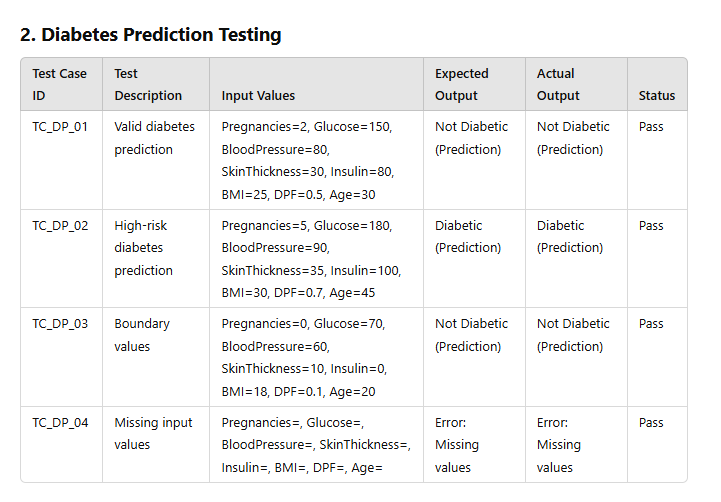 2. Diabetes Prediction Testing
Test Case ID
Test Description
Input Values
Expected Output
Actual Output
Status
TC_DP_01
Valid diabetes
prediction
Pregnancies=2, Glucose=150,
BloodPressure=80,
SkinThickness=30, Insulin=80,
BMI=25, DPF=0.5, Age=30
Not Diabetic
(Prediction)
Not Diabetic
(Prediction)
Pass
TC_DP_02
High-risk
diabetes
prediction
Pregnancies=5, Glucose=180,
BloodPressure=90,
SkinThickness=35, Insulin=100,
BMI=30, DPF=0.7, Age=45
Diabetic
(Prediction)
Diabetic
(Prediction)
Pass
TC_DP_03
Boundary
values
Pregnancies=0, Glucose=70,
BloodPressure=60,
SkinThickness=10, Insulin=0,
BMI=18, DPF=0.1, Age=20
Not Diabetic
(Prediction)
Not Diabetic
(Prediction)
Pass
TC_DP_04
Missing input
values
Pregnancies=, Glucose=,
BloodPressure=, SkinThickness=,
Insulin=, BMI=, DPF=, Age=
Error:
Missing
values
Error:
Missing
values
Pass